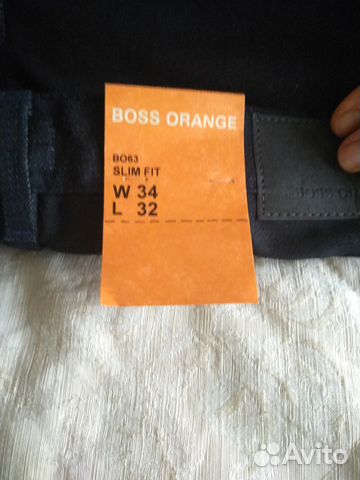 BOSS ORANGE
BO63
SLIM FIT
W 34
L 32
Avito